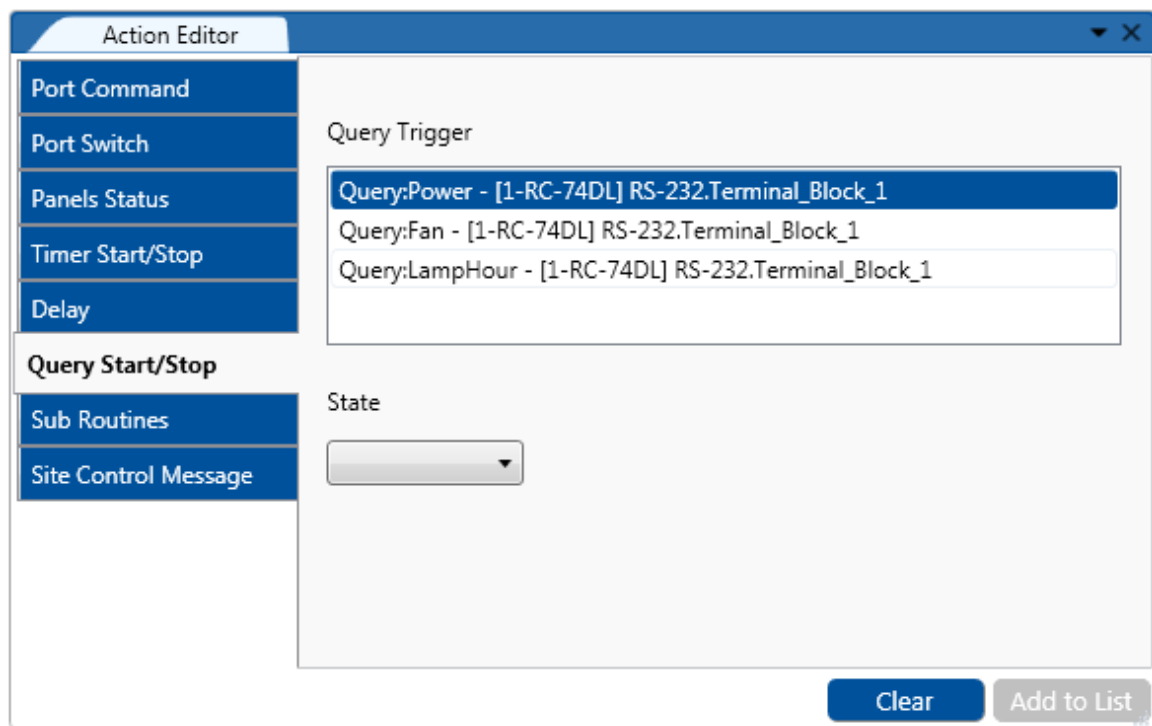 Action Editor
Port Command
Port Switch
Panels Status
Timer Start/Stop
Delay
Query Start/Stop
Sub Routines
Site Control Message
Query Trigger
Query:Power - [1-RC-74DL] RS-232.Terminal_Block_1
Query:Fan - [1-RC-74DL] RS-232.Terminal_Block_1
Query:LampHour - [1-RC-74DL] RS-232.Terminal_Block_1
State
Clear
Add to List